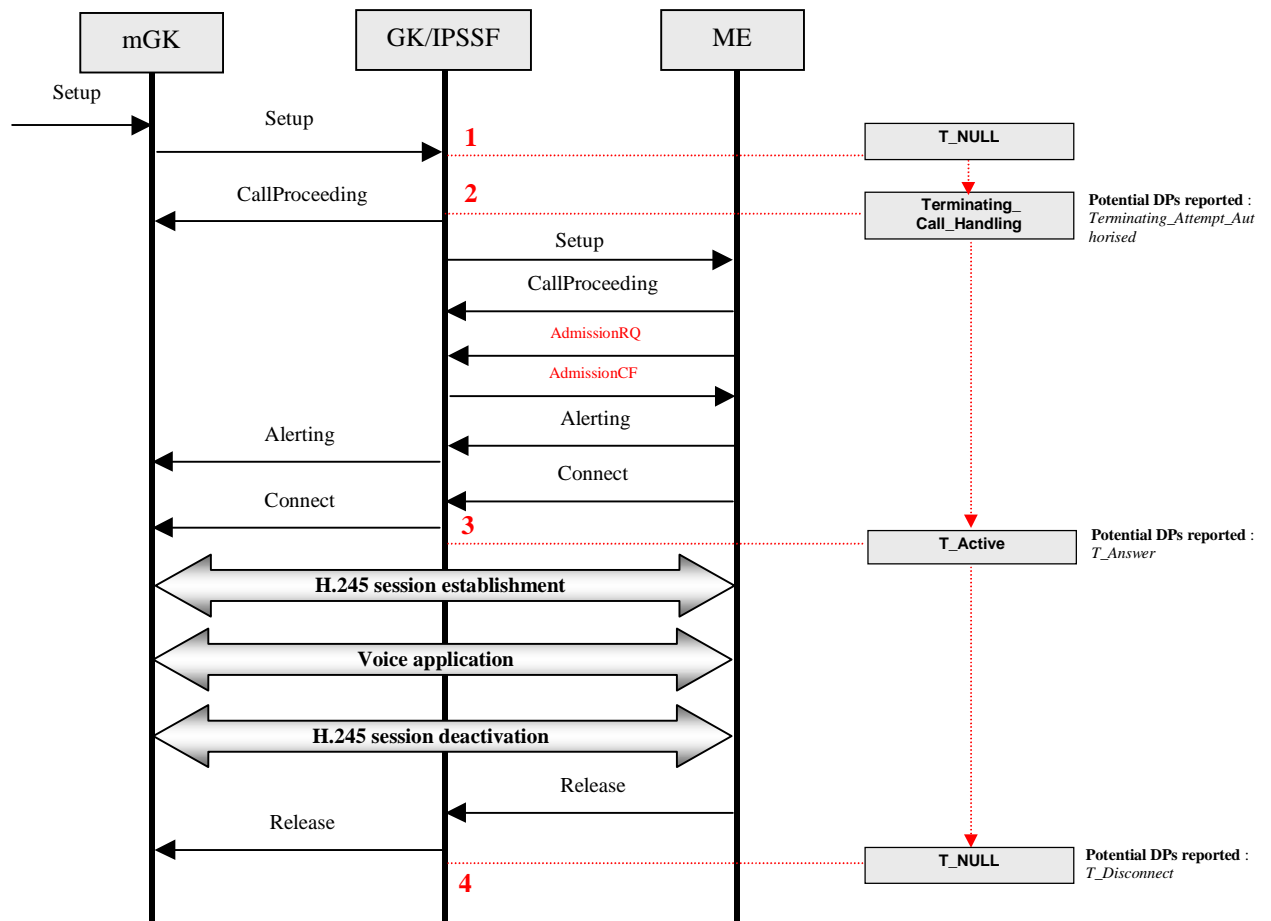 mGK
GK/IPSSF
ME
Setup
Setup
1
T_NULL
CallProceeding
2
Terminating_
Call_Handling
Potential DPs reported :
Terminating_Attempt_Aut
horised
Setup
CallProceeding
AdmissionRQ
AdmissionCF
Alerting
Alerting
Connect
Connect
3
T_Active
Potential DPs reported :
T_Answer
H.245 session establishment
Voice application
H.245 session deactivation
Release
Release
T_NULL
Potential DPs reported :
T_Disconnect
4